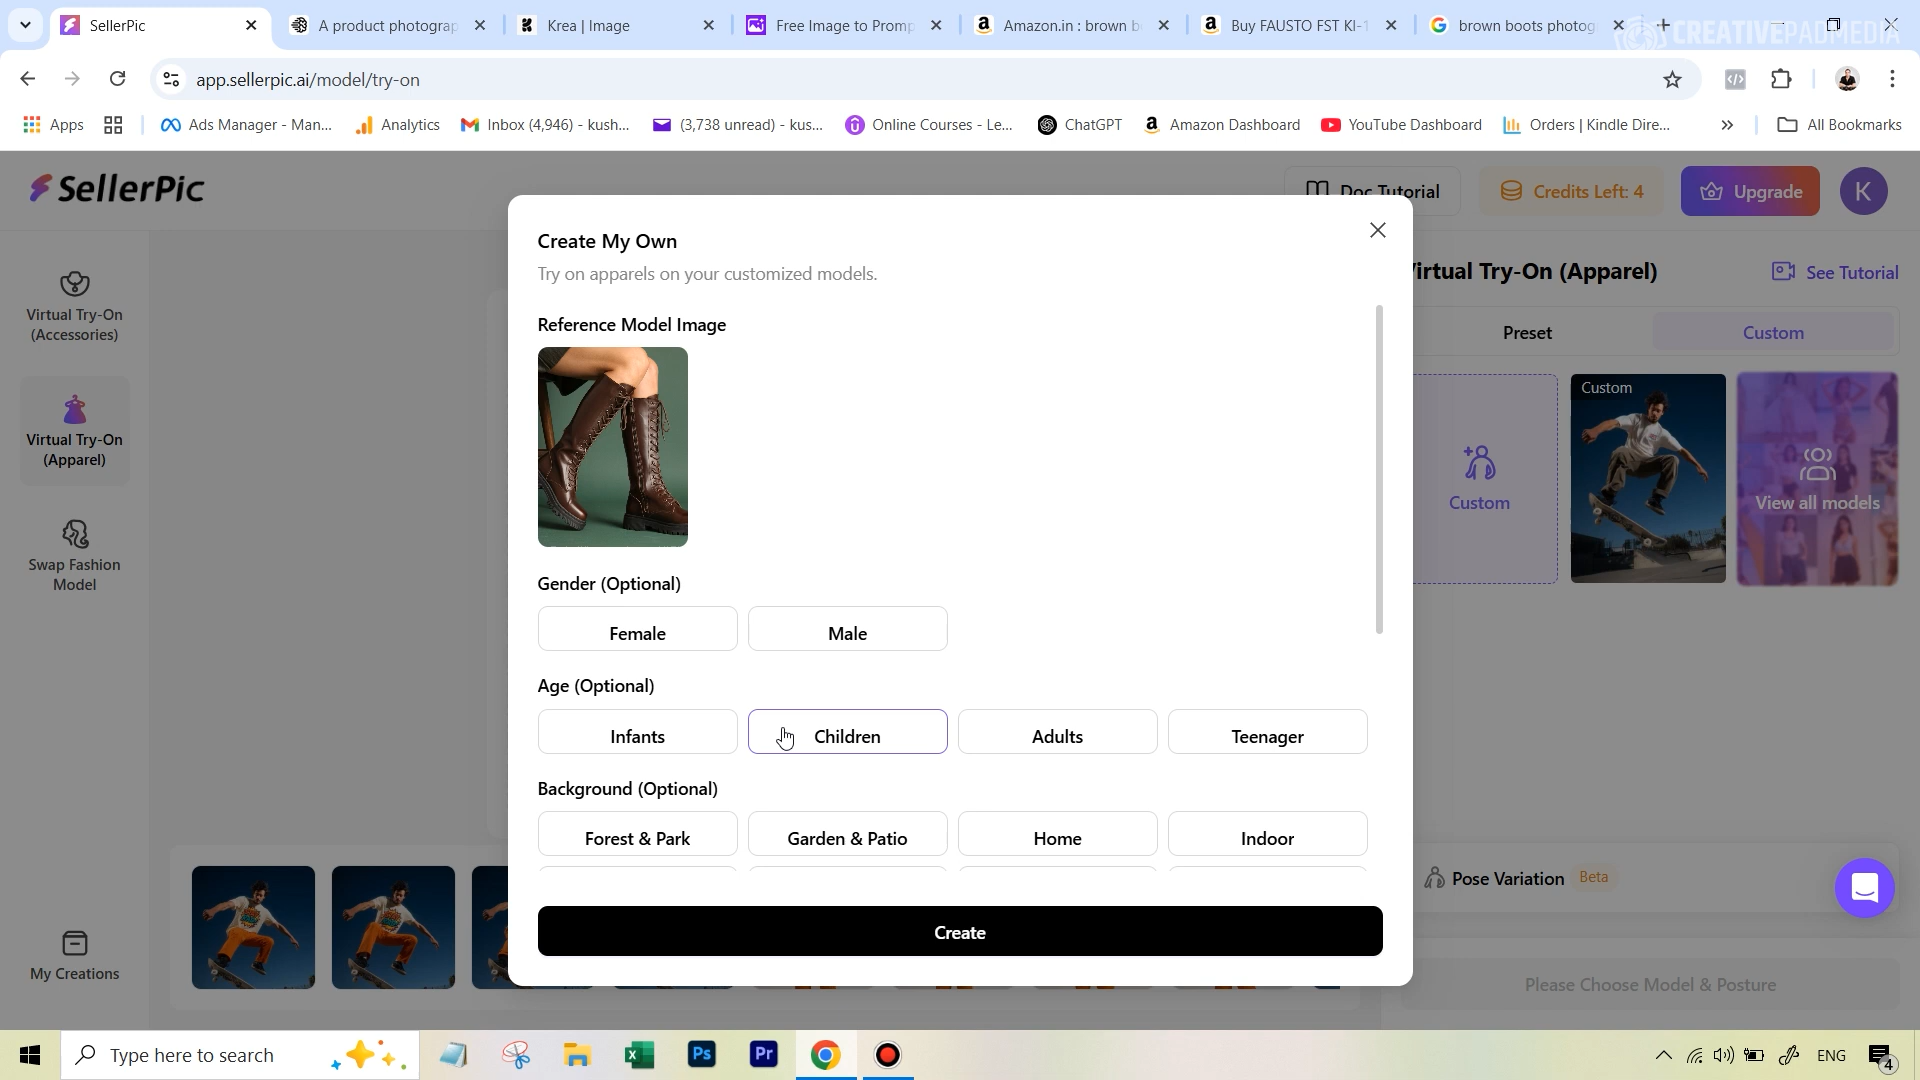 SellerPic
A product photograp
Krea | Image
Free Image to Promp
Amazon.in : brown b
Buy FAUSTO FST KI-1
brown boots photog
CREATIVEPADMEDIA
app.sellerpic.ai/model/try-on
Apps
Ads Manager - Man...
Analytics
Inbox (4,946) - kush...
(3,738 unread) - kus...
Online Courses - Le...
ChatGPT
Amazon Dashboard
YouTube Dashboard
Orders | Kindle Dire...
All Bookmarks
SellerPic
Doc Tutorial
Credits Left: 4
Upgrade
K
Virtual Try-On
(Accessories)
Virtual Try-On
(Apparel)
Swap Fashion
Model
My Creations
Create My Own
Try on apparels on your customized models.
Reference Model Image
Gender (Optional)
Female
Male
Age (Optional)
Infants
Children
Adults
Teenager
Background (Optional)
Forest & Park
Garden & Patio
Home
Indoor
Create
Virtual Try-On (Apparel)
See Tutorial
Preset
Custom
Custom
Custom
View all models
Pose Variation
Beta
Please Choose Model & Posture
Type here to search
Ps
Pr
ENG
4